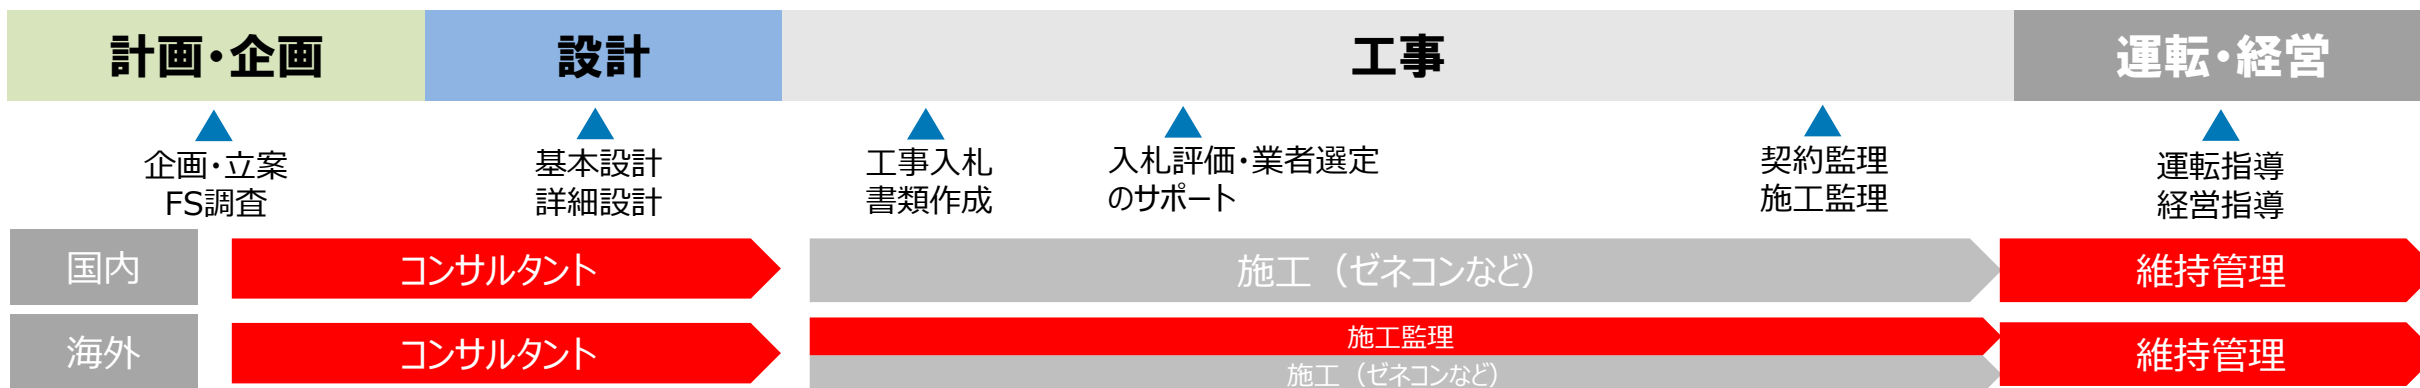 計画・企画
設計
工事
運転・経営
企画・立案
FS調査
基本設計
詳細設計
工事入札
書類作成
入札評価・業者選定
のサポート
契約監理
施工監理
運転指導
経営指導
国内
コンサルタント
施工（ゼネコンなど）
維持管理
海外
コンサルタント
施工監理
施工（ゼネコンなど）
維持管理